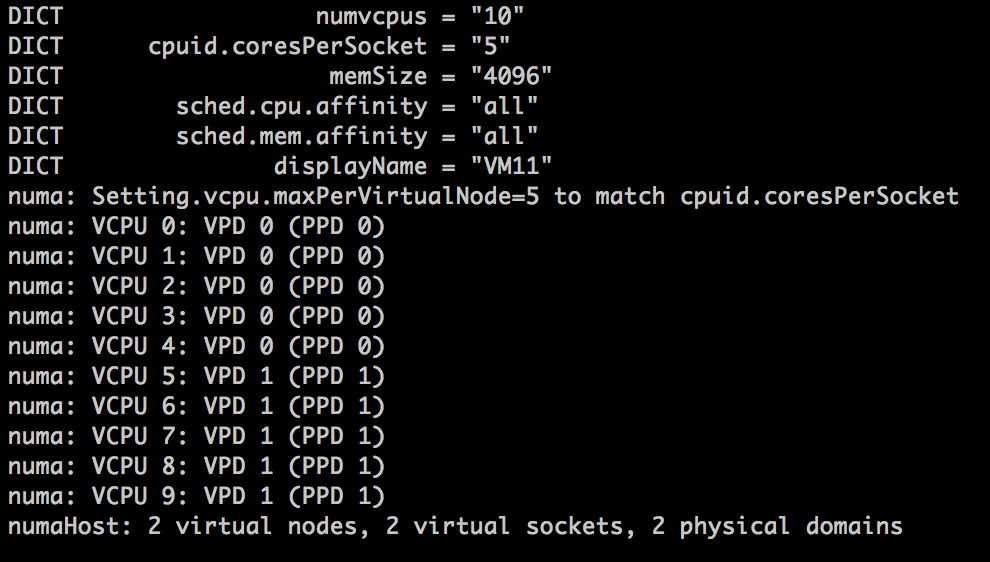 DICT                  numvcpus = "10"
DICT      cpuid.coresPerSocket = "5"
DICT                   memSize = "4096"
DICT        sched.cpu.affinity = "all"
DICT        sched.mem.affinity = "all"
DICT               displayName = "VM11"
numa: Setting.vcpu.maxPerVirtualNode=5 to match cpuid.coresPerSocket
numa: VCPU 0: VPD 0 (PPD 0)
numa: VCPU 1: VPD 0 (PPD 0)
numa: VCPU 2: VPD 0 (PPD 0)
numa: VCPU 3: VPD 0 (PPD 0)
numa: VCPU 4: VPD 0 (PPD 0)
numa: VCPU 5: VPD 1 (PPD 1)
numa: VCPU 6: VPD 1 (PPD 1)
numa: VCPU 7: VPD 1 (PPD 1)
numa: VCPU 8: VPD 1 (PPD 1)
numa: VCPU 9: VPD 1 (PPD 1)
numaHost: 2 virtual nodes, 2 virtual sockets, 2 physical domains